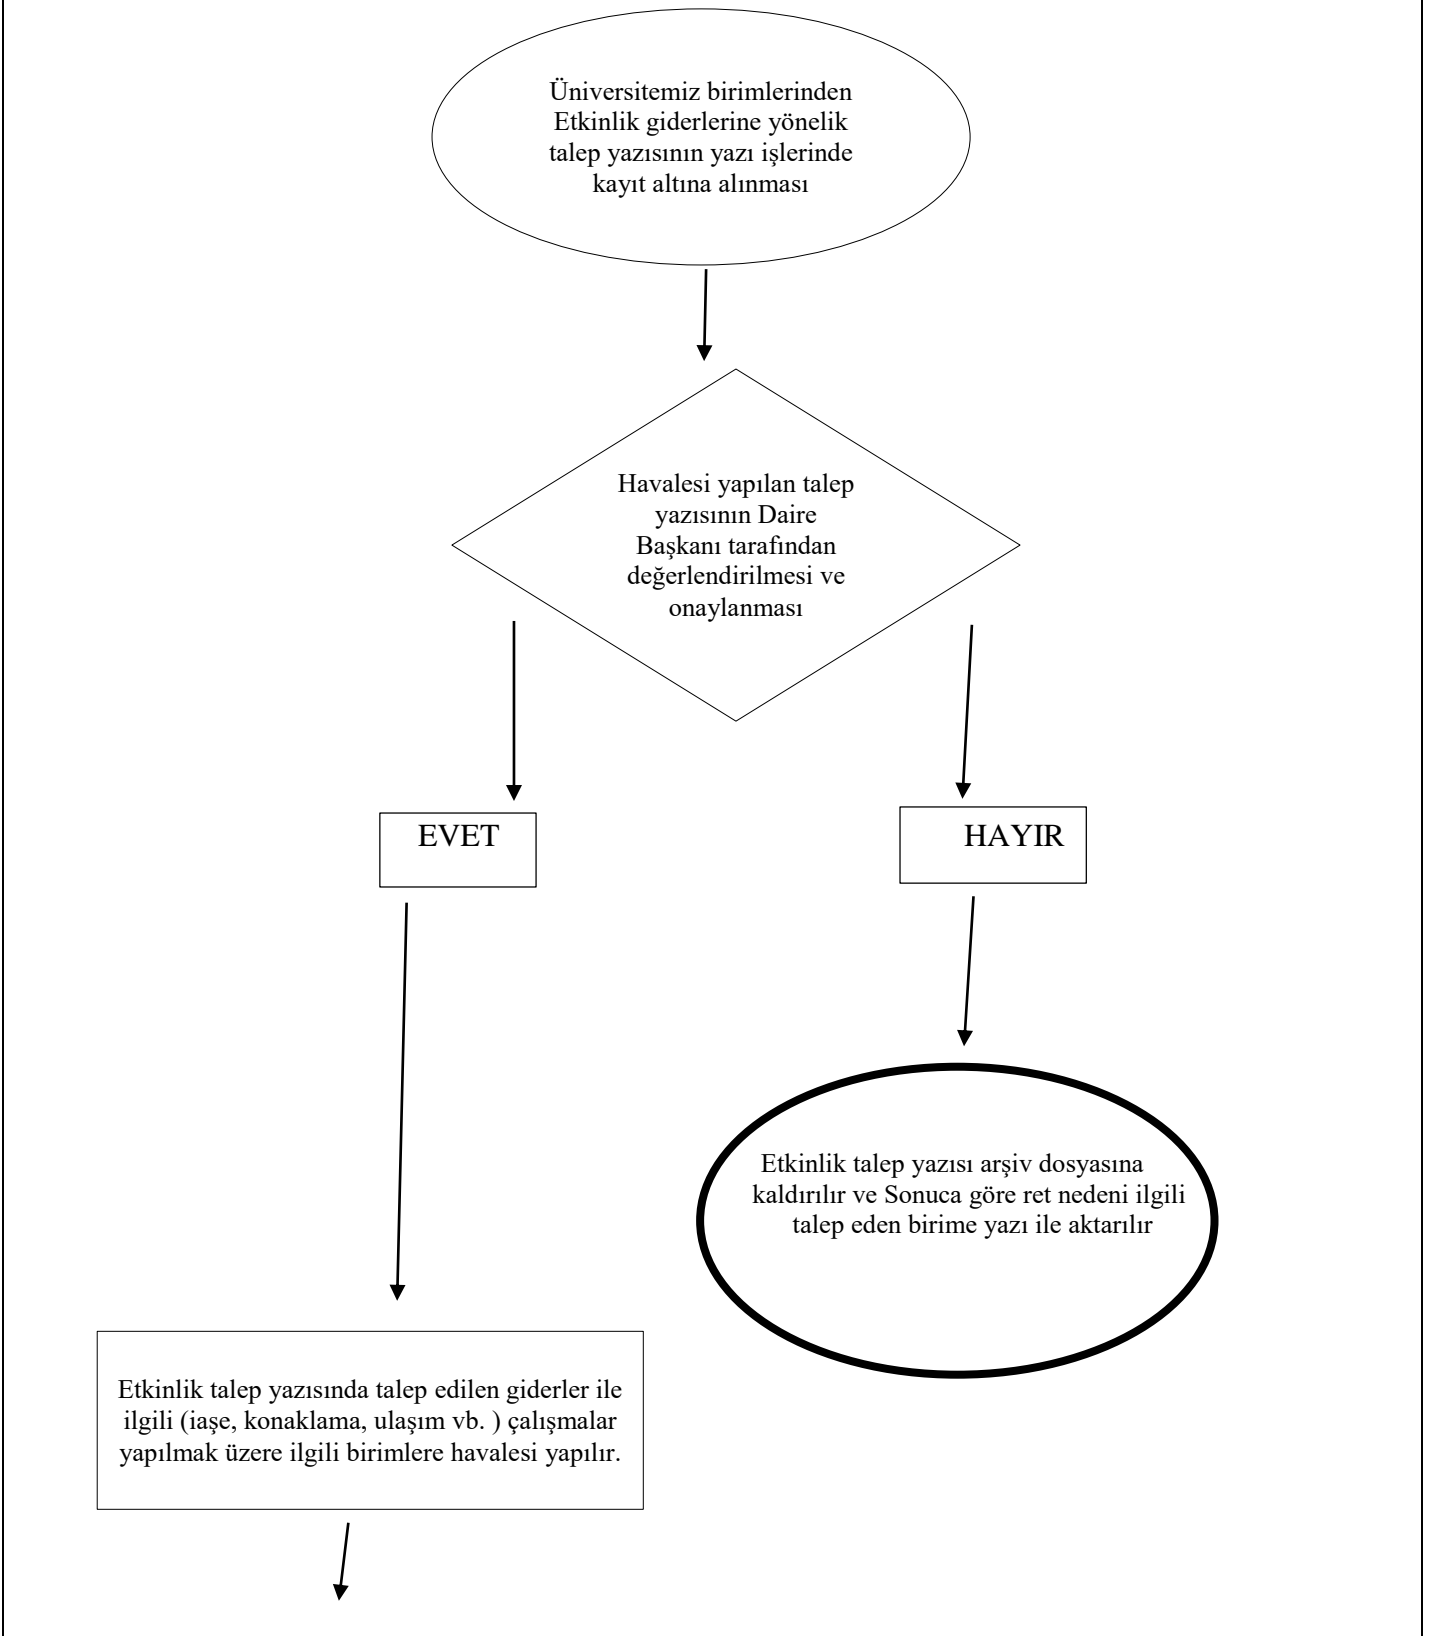 Üniversitemiz birimlerinden
Etkinlik giderlerine yönelik
talep yazısının yazı işlerinde
kayıt altına alınması
Havalesi yapılan talep
yazısının Daire
Başkanı tarafından
değerlendirilmesi ve
onaylanması
EVET
HAYIR
Etkinlik talep yazısı arşiv dosyasına
kaldırılır ve Sonuca göre ret nedeni ilgili
talep eden birime yazı ile aktarılır
Etkinlik talep yazısında talep edilen giderler ile
ilgili (iaşe, konaklama, ulaşım vb. ) çalışmalar
yapılmak üzere ilgili birimlere havalesi yapılır.